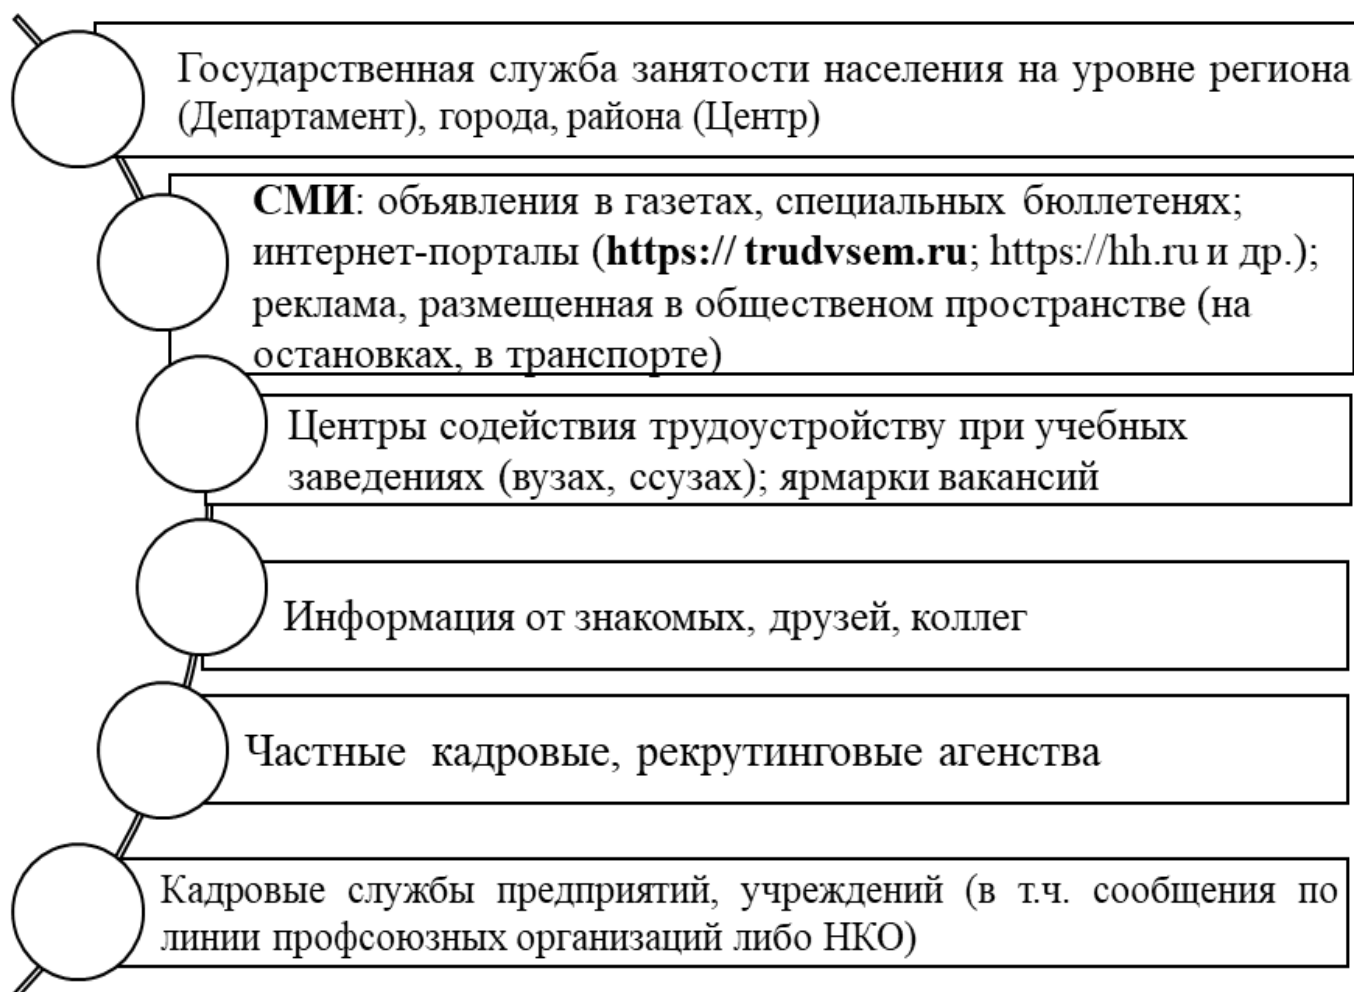 Государственная служба занятости населения на уровне региона
(Департамент), города, района (Центр)
СМИ: объявления в газетах, специальных бюллетенях;
интернет-порталы (https:// trudvsem.ru; https://hh.ru и др.);
реклама, размещенная в общественом пространстве (на
остановках, в транспорте)
Центры содействия трудоустройству при учебных
заведениях (вузах, ссузах); ярмарки вакансий
Информация от знакомых, друзей, коллег
Частные кадровые, рекрутинговые агенства
Кадровые службы предприятий, учреждений (в т.ч. сообщения по
линии профсоюзных организаций либо НКО)